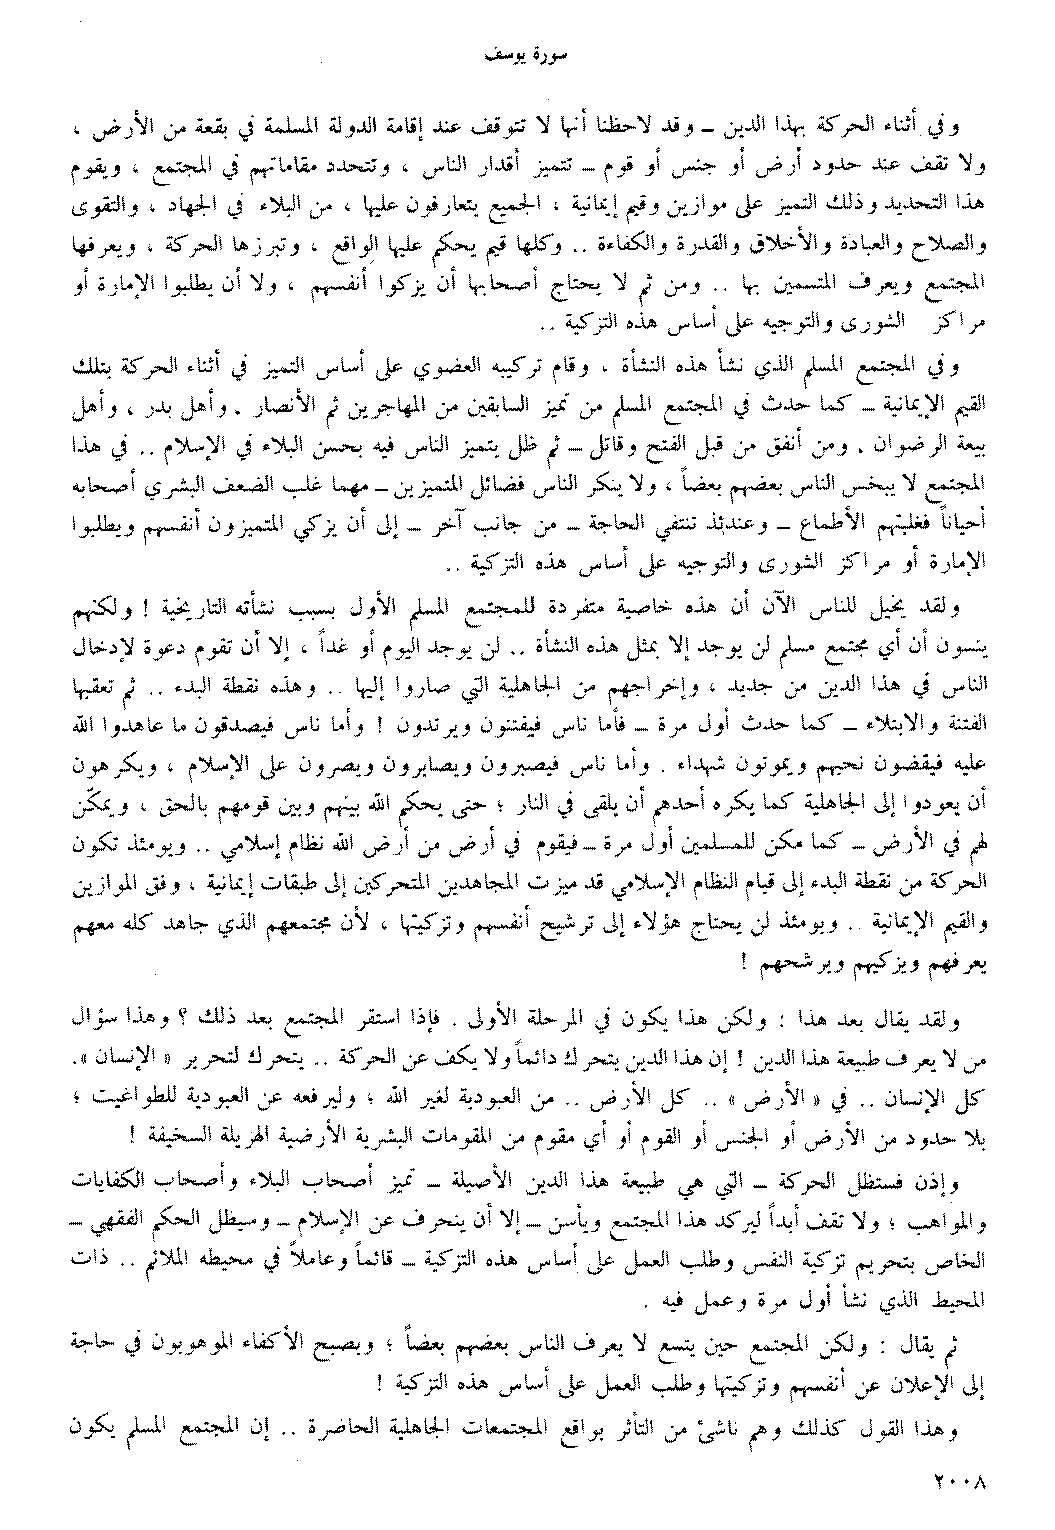 سورة يوسف
وفي أثناء الحركة بهذا الدين – وقد لاحظنا أنها لا تتوقف عند إقامة الدولة المسلمة في بقعة من الأرض ،
ولا تقف عند حدود أرض أو جنس أو قوم – تتميز أقدار الناس ، وتتحدد مقاماتهم في المجتمع ، ويقوم
هذا التحديد وذلك التميز على موازين وقيم إيمانية ، الجميع يتعارفون عليها ، من البلاء في الجهاد ، والتقوى
والصلاح والعبادة والأخلاق والقدرة والكفاءة .. وكلها قيم يحكم عليها الواقع ، وتبرزها الحركة ، ويعرفها
المجتمع ويعرف المتسمين بها .. ومن ثم لا يحتاج أصحابها أن يزكوا أنفسهم ، ولا أن يطلبوا الإمارة أو
مراكز الشورى والتوجيه على أساس هذه التزكية ..
وفي المجتمع المسلم الذي نشأ هذه النشأة ، وقام تركيبه العضوي على أساس التميز في أثناء الحركة بتلك
القيم الإيمانية – كما حدث في المجتمع المسلم من تميز السابقين من المهاجرين ثم الأنصار . وأهل بدر ، وأهل
بيعة الرضوان . ومن أنفق من قبل الفتح وقاتل – ثم ظل يتميز الناس فيه بحسن البلاء في الإسلام .. في هذا
المجتمع لا يبخس الناس بعضهم بعضاً ، ولا ينكر الناس فضائل المتميزين – مهما غلب الضعف البشري أصحابه
أحياناً فغلبتهم الأطماع – وعندئذ تنتفي الحاجة – من جانب آخر – إلى أن يزكي المتميزون أنفسهم ويطلبوا
الإمارة أو مراكز الشورى والتوجيه على أساس هذه التزكية ..
ولقد يخيل للناس الآن أن هذه خاصية متفردة للمجتمع المسلم الأول بسبب نشأته التاريخية ! ولكنهم
ينسون أن أي مجتمع مسلم لن يوجد إلا بمثل هذه النشأة .. لن يوجد اليوم أو غداً ، إلا أن تقوم دعوة لإدخال
الناس في هذا الدين من جديد ، وإخراجهم من الجاهلية التي صاروا إليها .. وهذه نقطة البدء .. ثم تعقبها
الفتنة والابتلاء – كما حدث أول مرة – فأما ناس فيفتنون ويرتدون ! وأما ناس فيصدقون ما عاهدوا الله
عليه فيقضون نحبهم ويموتون شهداء . وأما ناس فيصبرون ويصابرون ويصرون على الإسلام ، ويكرهون
أن يعودوا إلى الجاهلية كما يكره أحدهم أن يلقى في النار ؛ حتى يحكم الله بينهم وبين قومهم بالحق ، ويمكّن
لهم في الأرض – كما مكن للمسلمين أول مرة – فيقوم في أرض من أرض الله نظام إسلامي .. ويومئذ تكون
الحركة من نقطة البدء إلى قيام النظام الإسلامي قد ميزت المجاهدين المتحركين إلى طبقات إيمانية ، وفق الموازين
والقيم الإيمانية .. ويومئذ لن يحتاج هؤلاء إلى ترشيح أنفسهم وتزكيتها ، لأن مجتمعهم الذي جاهد كله معهم
يعرفهم ويزكيهم ويرشحهم !
ولقد يقال بعد هذا : ولكن هذا يكون في المرحلة الأولى . فإذا استقر المجتمع بعد ذلك ؟ وهذا سؤال
من لا يعرف طبيعة هذا الدين ! إن هذا الدين يتحرك دائماً ولا يكف عن الحركة .. يتحرك لتحرير « الإنسان ».
كل الإنسان .. في « الأرض » .. كل الأرض .. من العبودية لغير الله ؛ وليرفعه عن العبودية للطواغيت ؛
بلا حدود من الأرض أو الجنس أو القوم أو أي مقوم من المقومات البشرية الأرضية الهزيلة السخيفة !
وإذن فستظل الحركة – التي هي طبيعة هذا الدين الأصيلة – تميز أصحاب البلاء وأصحاب الكفايات
والمواهب ؛ ولا تقف أبداً ليركد هذا المجتمع ويأسن – إلا أن ينحرف عن الإسلام – وسيظل الحكم الفقهي –
الخاص بتحريم تزكية النفس وطلب العمل على أساس هذه التزكية – قائماً وعاملاً في محيطه الملائم .. ذات
المحيط الذي نشأ أول مرة وعمل فيه .
ثم يقال : ولكن المجتمع حين يتسع لا يعرف الناس بعضهم بعضاً ؛ ويصبح الأكفاء الموهوبون في حاجة
إلى الإعلان عن أنفسهم وتزكيتها وطلب العمل على أساس هذه التزكية !
وهذا القول كذلك وهم ناشئ من التأثر بواقع المجتمعات الجاهلية الحاضرة .. إن المجتمع المسلم يكون
٢٠٠٨